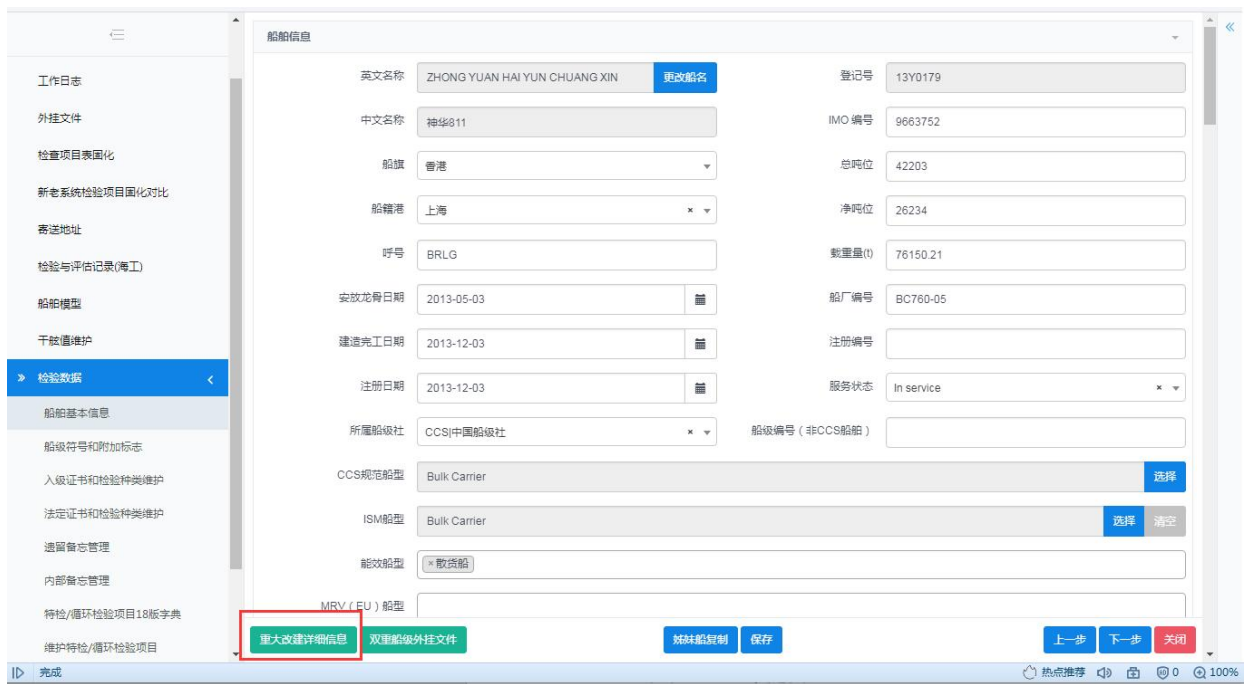 船舶信息
工作日志
外挂文件
检查项目表固化
新老系统检验项目固化对比
寄送地址
检验与评估记录(海工)
船舶模型
干舷值维护
检验数据
船舶基本信息
船级符号和附加标志
入级证书和检验种类维护
法定证书和检验种类维护
遗留备忘管理
内部备忘管理
特检/循环检验项目18版字典
维护特检/循环检验项目
英文名称 ZHONG YUAN HAI YUN CHUANG XIN 更改船名 登记号 13Y0179
中文名称 神华811 IMO 编号 9663752
船旗 香港 总吨位 42203
船籍港 上海 × 净吨位 26234
呼号 BRLG 载重量(t) 76150.21
安放龙骨日期 2013-05-03 船厂编号 BC760-05
建造完工日期 2013-12-03 注册编号
注册日期 2013-12-03 服务状态 In service ×
所属船级社 CCS|中国船级社 × 船级编号（非CCS船舶）
CCS规范船型 Bulk Carrier 选择
ISM船型 Bulk Carrier 选择 清空
能效船型 ×散货船
MRV（EU）船型
重大改建详细信息 双重船级外挂文件 姊妹船复制 保存 上一步 下一步 关闭
完成 热点推荐 0 100%